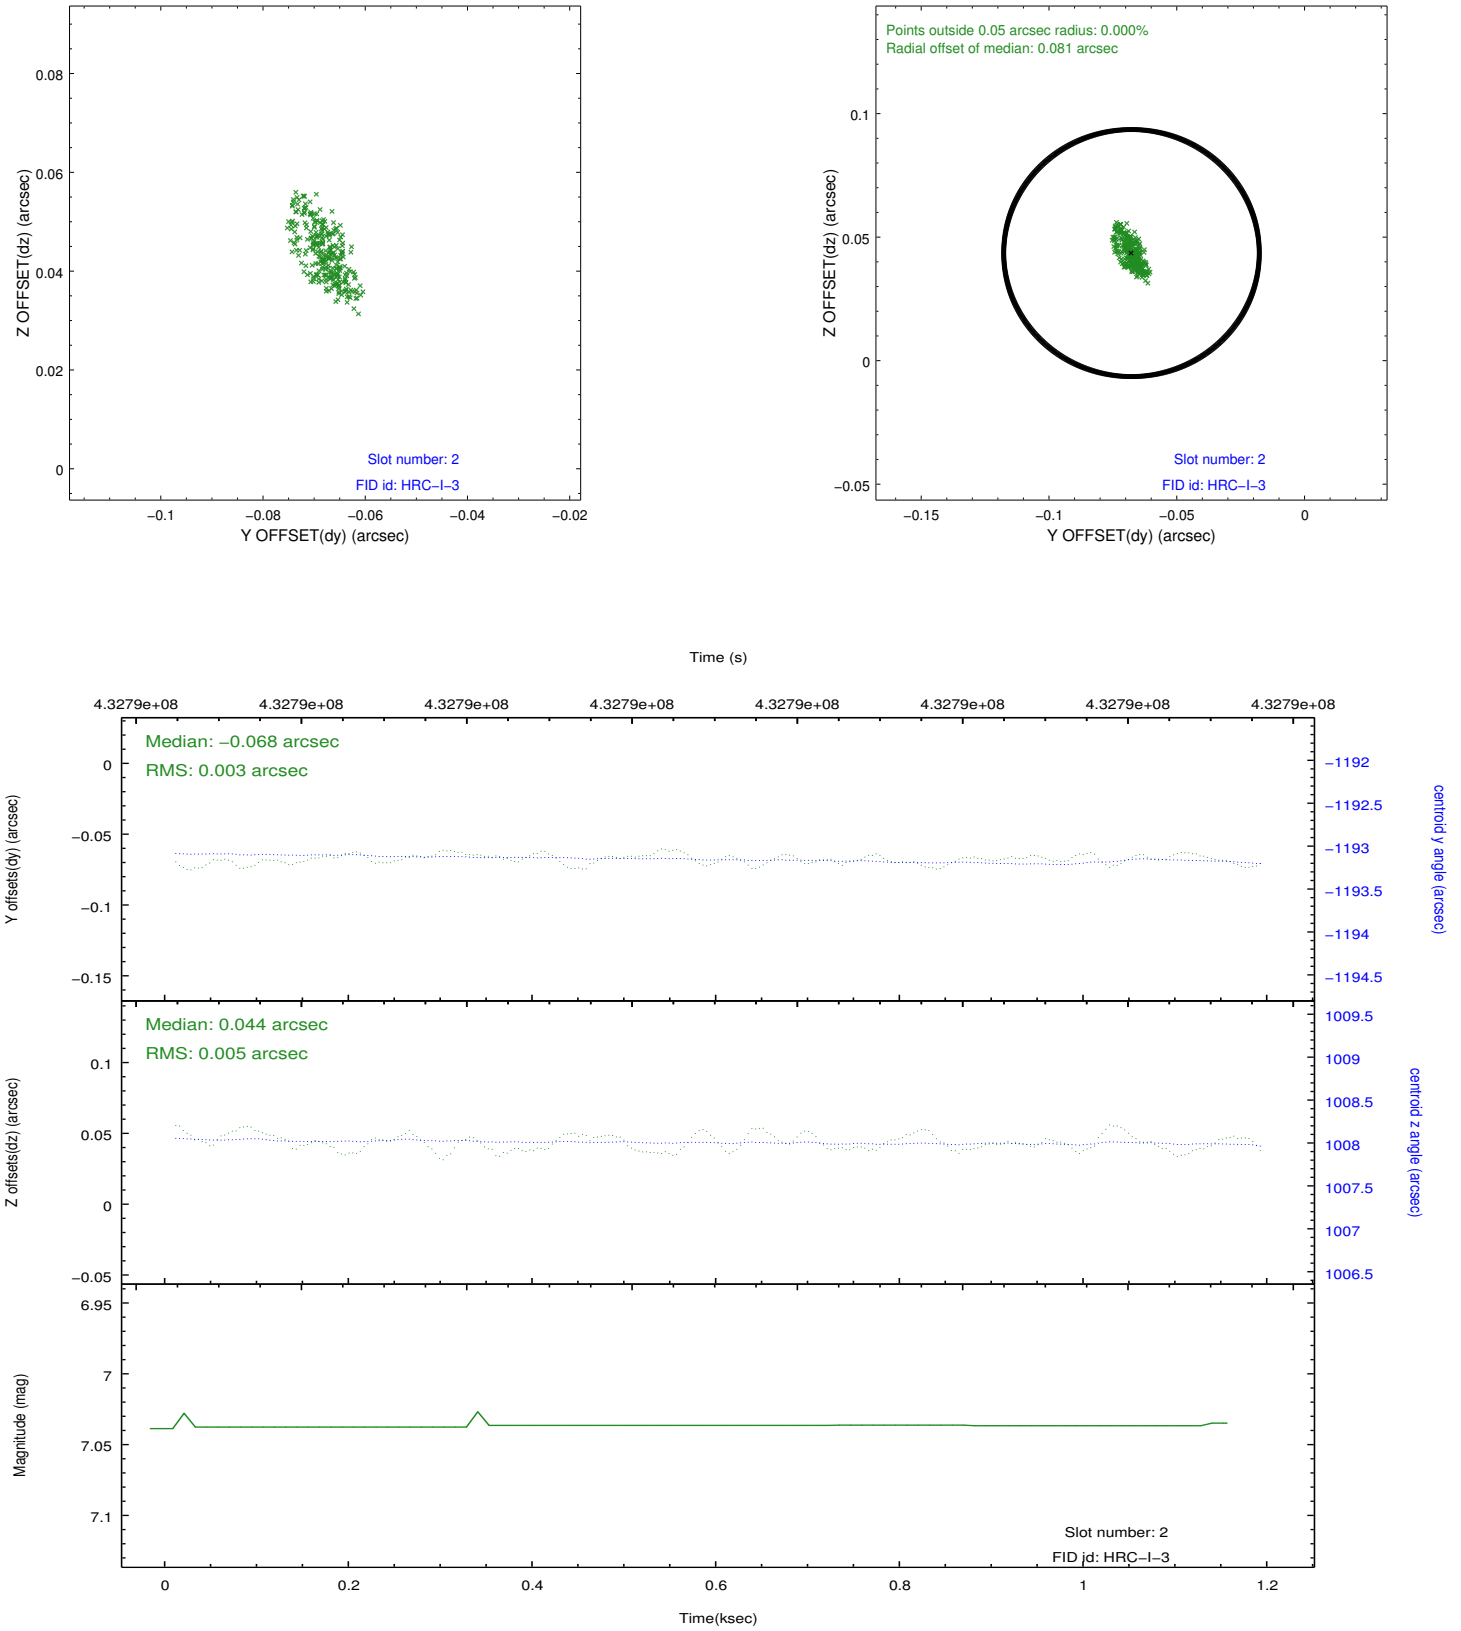 0.08
0.06
0.04
0.02
0
Z OFFSET(dz) (arcsec)
Slot number: 2
FID id: HRC−I−3
−0.1
−0.08
−0.06
−0.04
−0.02
Y OFFSET(dy) (arcsec)
Points outside 0.05 arcsec radius: 0.000%
Radial offset of median: 0.081 arcsec
0.1
0.05
0
−0.05
Z OFFSET(dz) (arcsec)
Slot number: 2
FID id: HRC−I−3
−0.15
−0.1
−0.05
0
Y OFFSET(dy) (arcsec)
Time (s)
4.3279e+08 4.3279e+08 4.3279e+08 4.3279e+08 4.3279e+08 4.3279e+08 4.3279e+08 4.3279e+08
Median: −0.068 arcsec
RMS: 0.003 arcsec
0
−0.05
−0.1
−0.15
Y offsets(dy) (arcsec)
−1192
−1192.5
−1193
−1193.5
−1194
−1194.5
centroid y angle (arcsec)
Median: 0.044 arcsec
RMS: 0.005 arcsec
0.1
0.05
0
−0.05
Z offsets(dz) (arcsec)
1009.5
1009
1008.5
1008
1007.5
1007
1006.5
centroid z angle (arcsec)
6.95
7
7.05
7.1
Magnitude (mag)
Slot number: 2
FID id: HRC−I−3
0 0.2 0.4 0.6 0.8 1 1.2
Time(ksec)